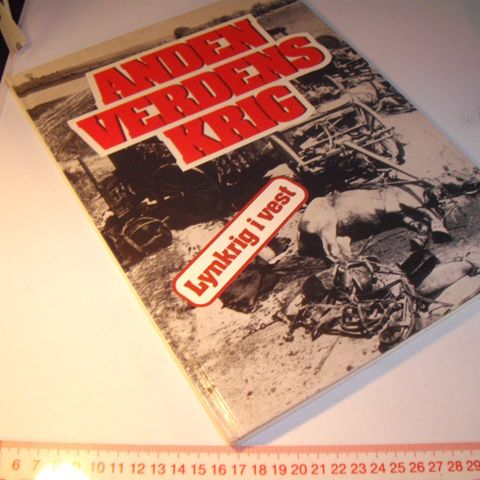 ANDEN
VERDENS
KRIG
Lynkrig i vest
6 7 8 9 10 11 12 13 14 15 16 17 18 19 20 21 22 23 24 25 26 27 28 29